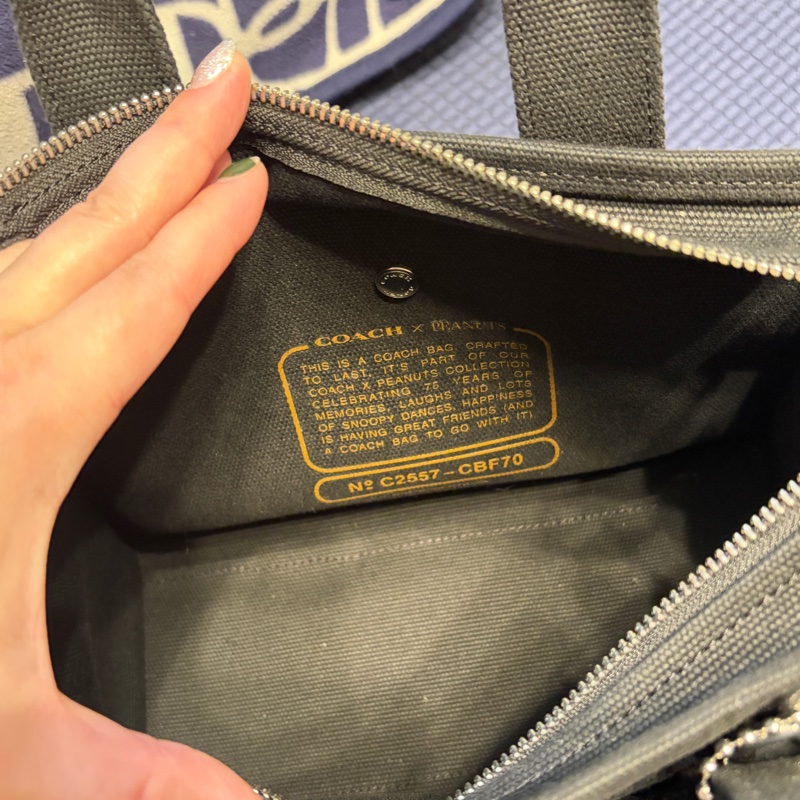 COACH
COACH × PEANUTS
THIS IS A COACH BAG CRAFTED
TO LAST. IT'S PART OF OUR
COACH X PEANUTS COLLECTION
CELEBRATING 75 YEARS OF
MEMORIES, LAUGHS AND LOTS
OF SNOOPY DANCES. HAPPINESS
IS HAVING GREAT FRIENDS (AND
A COACH BAG TO GO WITH IT)
Nº C2557-CBF70